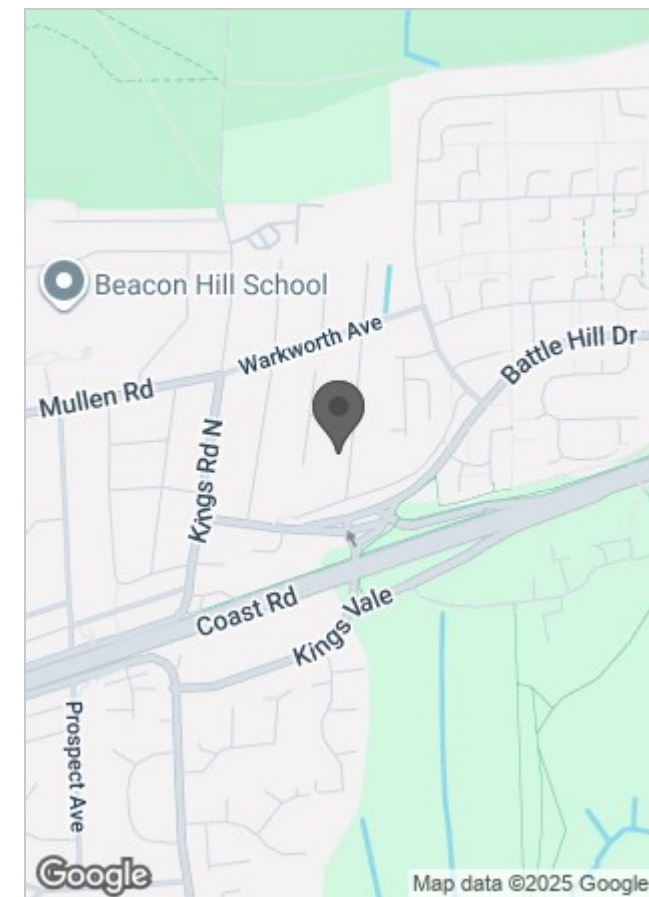 Beacon Hill School
Warkworth Ave
Battle Hill Dr
Mullen Rd
Kings Rd N
Coast Rd
Kings Vale
Prospect Ave
Google
Map data ©2025 Google